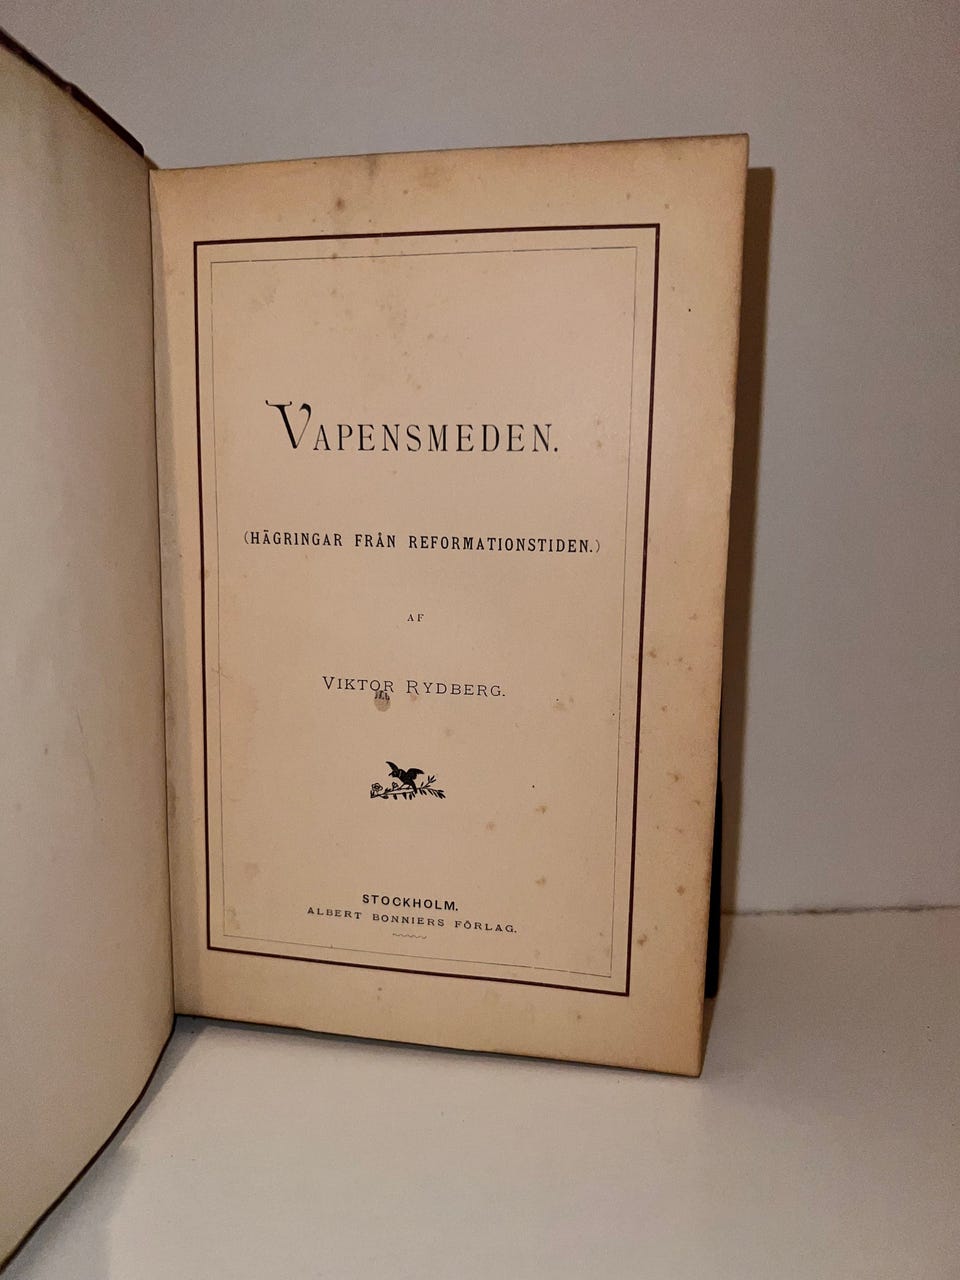 VAPENSMEDEN.
(HÄGRINGAR FRÅN REFORMATIONSTIDEN.)
AF
VIKTOR RYDBERG.
STOCKHOLM.
ALBERT BONNIERS FÖRLAG.